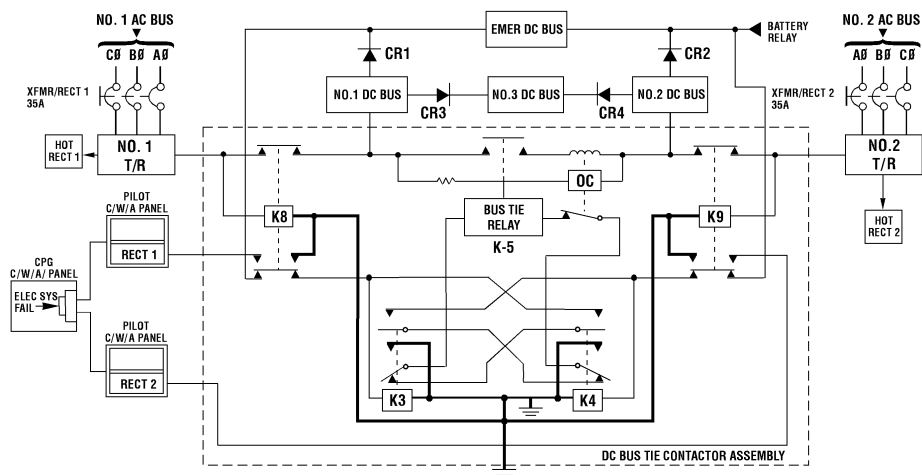 NO. 1 AC BUS
CØ BØ AØ
XFMR/RECT 1
35A
HOT
RECT 1
NO. 1
T/R
EMER DC BUS
BATTERY
RELAY
CR1
CR2
NO.1 DC BUS
CR3
NO.3 DC BUS
CR4
NO.2 DC BUS
NO. 2 AC BUS
AØ BØ CØ
XFMR/RECT 2
35A
NO.2
T/R
HOT
RECT 2
PILOT
C/W/A PANEL
RECT 1
CPG
C/W/A/ PANEL
ELEC SYS
FAIL
PILOT
C/W/A PANEL
RECT 2
K8
OC
BUS TIE
RELAY
K-5
K9
K3
K4
DC BUS TIE CONTACTOR ASSEMBLY